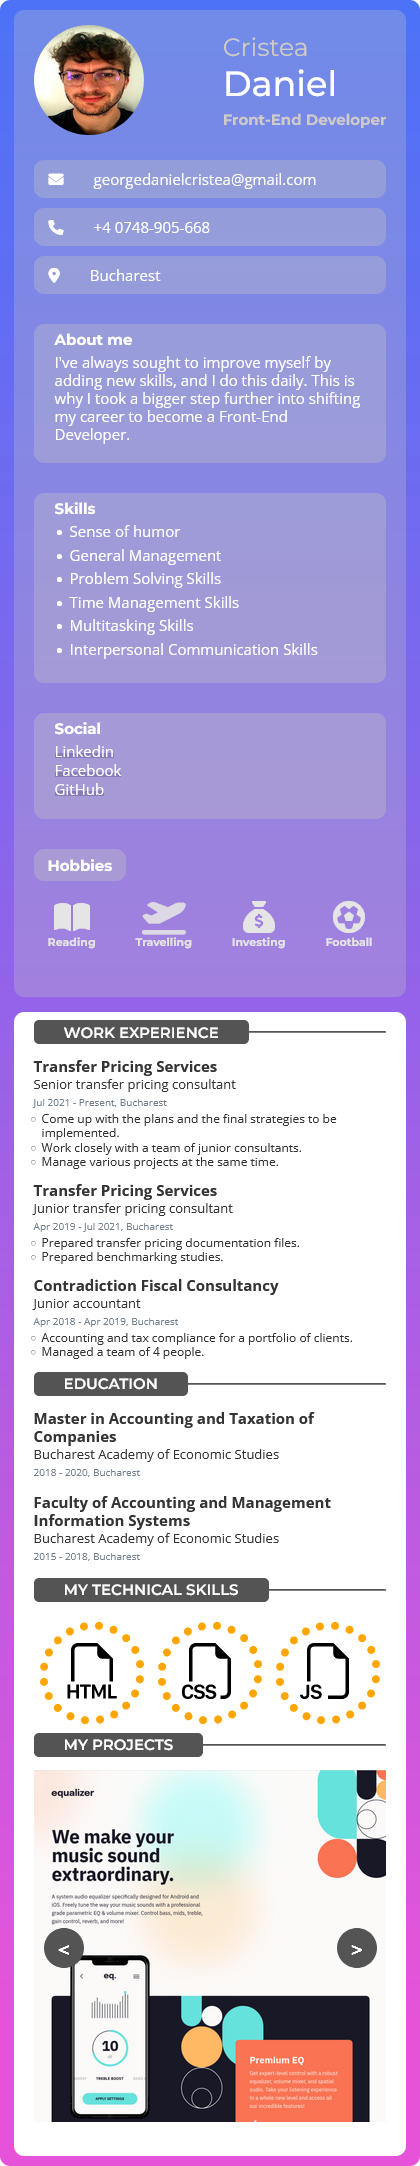 Cristea
Daniel
Front-End Developer
georgedanielcristea@gmail.com
+4 0748-905-668
Bucharest
About me
I've always sought to improve myself by
adding new skills, and I do this daily. This is
why I took a bigger step further into shifting
my career to become a Front-End
Developer.
Skills
Sense of humor
General Management
Problem Solving Skills
Time Management Skills
Multitasking Skills
Interpersonal Communication Skills
Social
Linkedin
Facebook
GitHub
Hobbies
Reading Travelling Investing Football
WORK EXPERIENCE
Transfer Pricing Services
Senior transfer pricing consultant
Jul 2021 - Present, Bucharest
Come up with the plans and the final strategies to be
implemented.
Work closely with a team of junior consultants.
Manage various projects at the same time.
Transfer Pricing Services
Junior transfer pricing consultant
Apr 2019 - Jul 2021, Bucharest
Prepared transfer pricing documentation files.
Prepared benchmarking studies.
Contradiction Fiscal Consultancy
Junior accountant
Apr 2018 - Apr 2019, Bucharest
Accounting and tax compliance for a portfolio of clients.
Managed a team of 4 people.
EDUCATION
Master in Accounting and Taxation of
Companies
Bucharest Academy of Economic Studies
2018 - 2020, Bucharest
Faculty of Accounting and Management
Information Systems
Bucharest Academy of Economic Studies
2015 - 2018, Bucharest
MY TECHNICAL SKILLS
HTML CSS JS
MY PROJECTS
equalizer
We make your
music sound
extraordinary.
A system audio equalizer specifically designed for Android and
iOS. Freely tune the way your musics sound with a professional
grade parametric EQ & volume mixer. Control bass, mids, treble,
gain control, reverb, and more!
< >
eq.
10
TREBLE BOOST
APPLY SETTINGS
Premium EQ
Get expert-level control with a robust
equalizer, volume mixer, and spatial
audio. Take your listening experience
in a whole new level and access all
our incredible features!